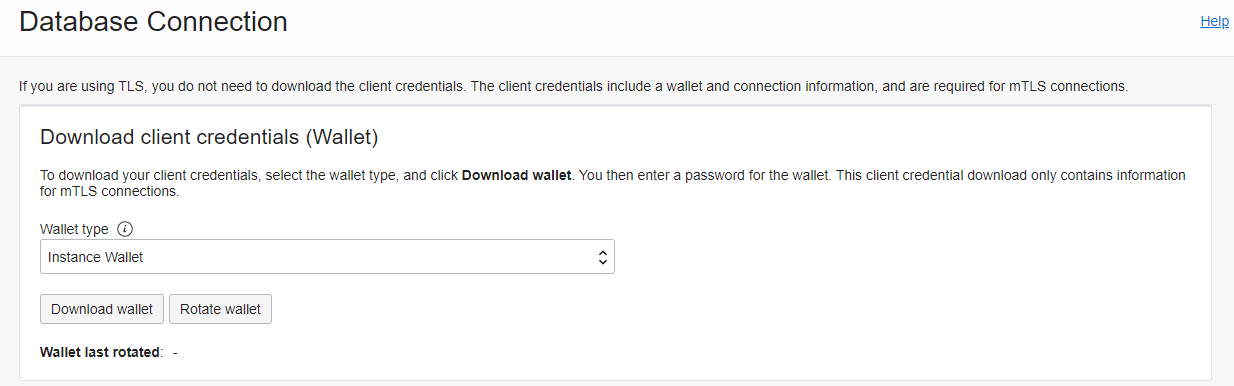 Database Connection
Help
If you are using TLS, you do not need to download the client credentials. The client credentials include a wallet and connection information, and are required for mTLS connections.
Download client credentials (Wallet)
To download your client credentials, select the wallet type, and click Download wallet. You then enter a password for the wallet. This client credential download only contains information
for mTLS connections.
Wallet type i
Instance Wallet
Download wallet Rotate wallet
Wallet last rotated: -